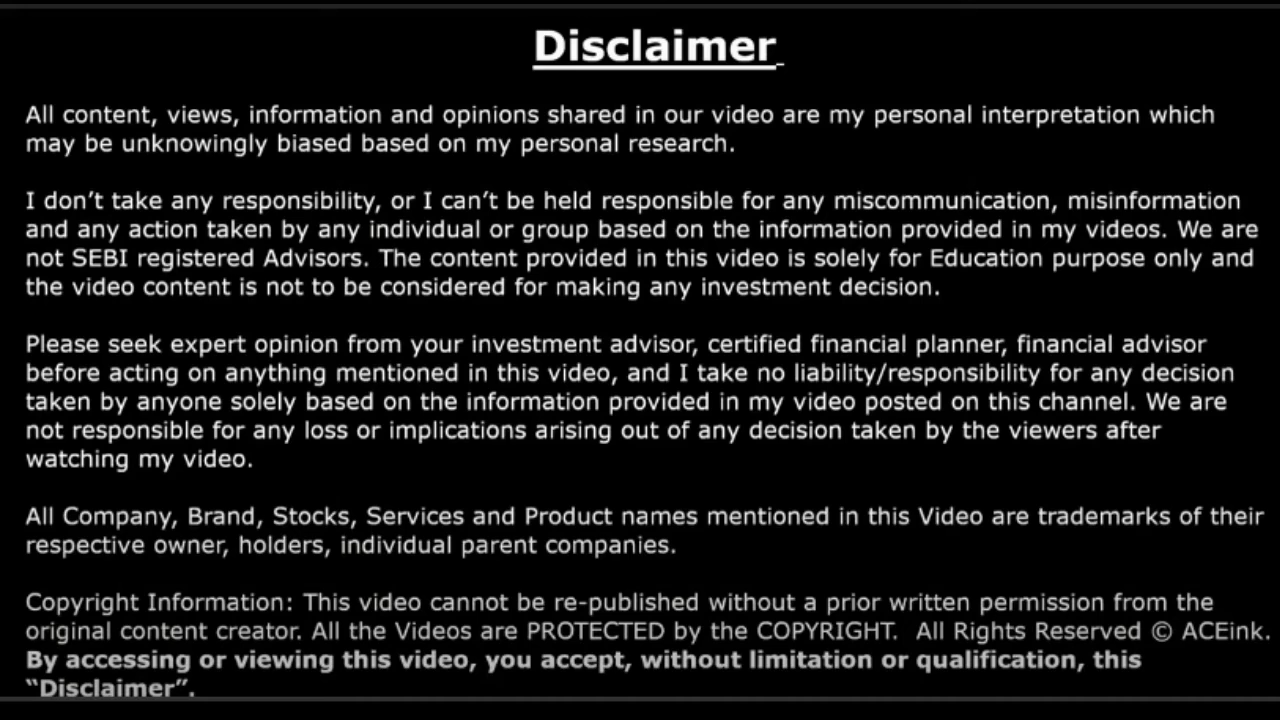 Disclaimer
All content, views, information and opinions shared in our video are my personal interpretation which
may be unknowingly biased based on my personal research.
I don’t take any responsibility, or I can’t be held responsible for any miscommunication, misinformation
and any action taken by any individual or group based on the information provided in my videos. We are
not SEBI registered Advisors. The content provided in this video is solely for Education purpose only and
the video content is not to be considered for making any investment decision.
Please seek expert opinion from your investment advisor, certified financial planner, financial advisor
before acting on anything mentioned in this video, and I take no liability/responsibility for any decision
taken by anyone solely based on the information provided in my video posted on this channel. We are
not responsible for any loss or implications arising out of any decision taken by the viewers after
watching my video.
All Company, Brand, Stocks, Services and Product names mentioned in this Video are trademarks of their
respective owner, holders, individual parent companies.
Copyright Information: This video cannot be re-published without a prior written permission from the
original content creator. All the Videos are PROTECTED by the COPYRIGHT.  All Rights Reserved © ACEink.
By accessing or viewing this video, you accept, without limitation or qualification, this
“Disclaimer”.